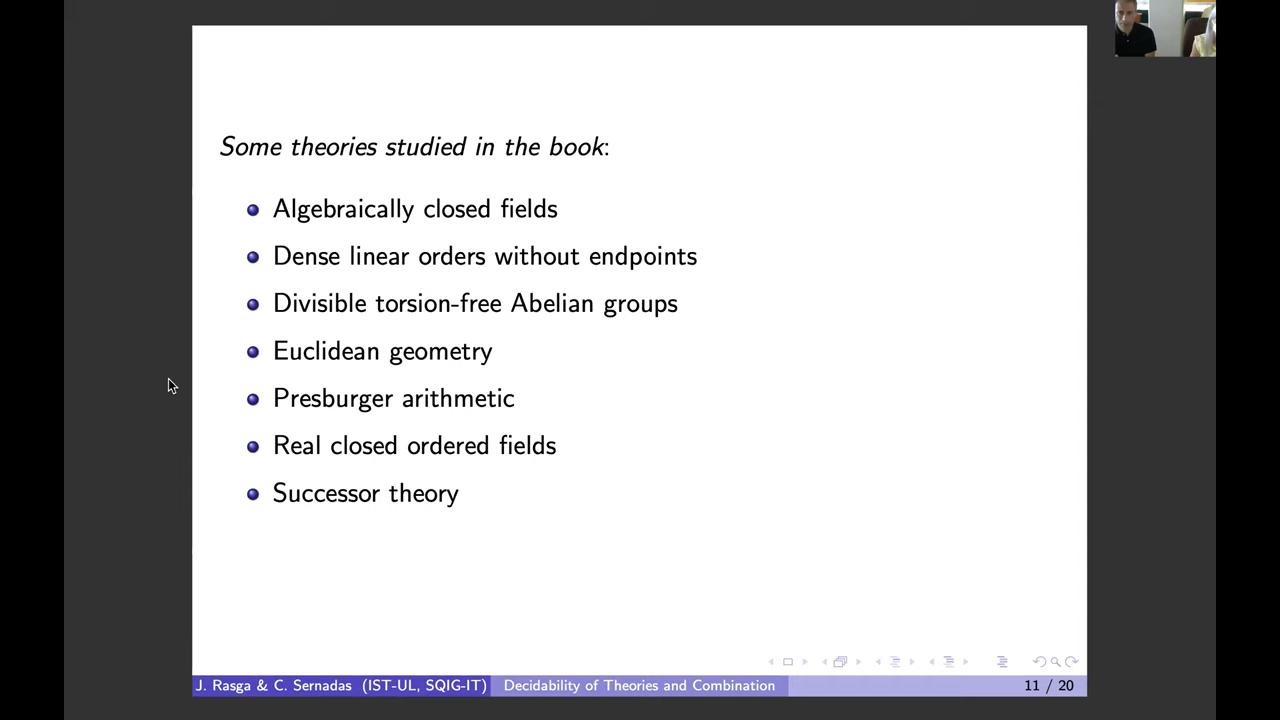 Some theories studied in the book:
Algebraically closed fields
Dense linear orders without endpoints
Divisible torsion-free Abelian groups
Euclidean geometry
Presburger arithmetic
Real closed ordered fields
Successor theory
J. Rasga & C. Sernadas (IST-UL, SQIG-IT) Decidability of Theories and Combination 11 / 20